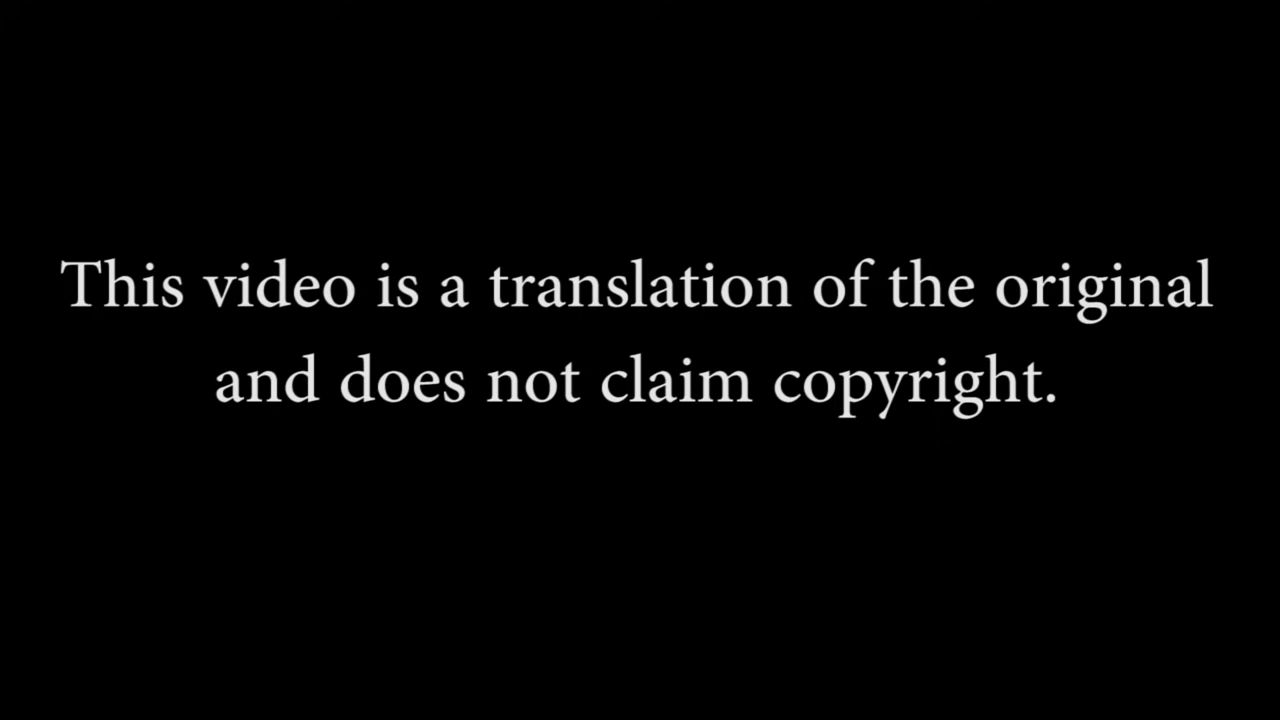 This video is a translation of the original
and does not claim copyright.